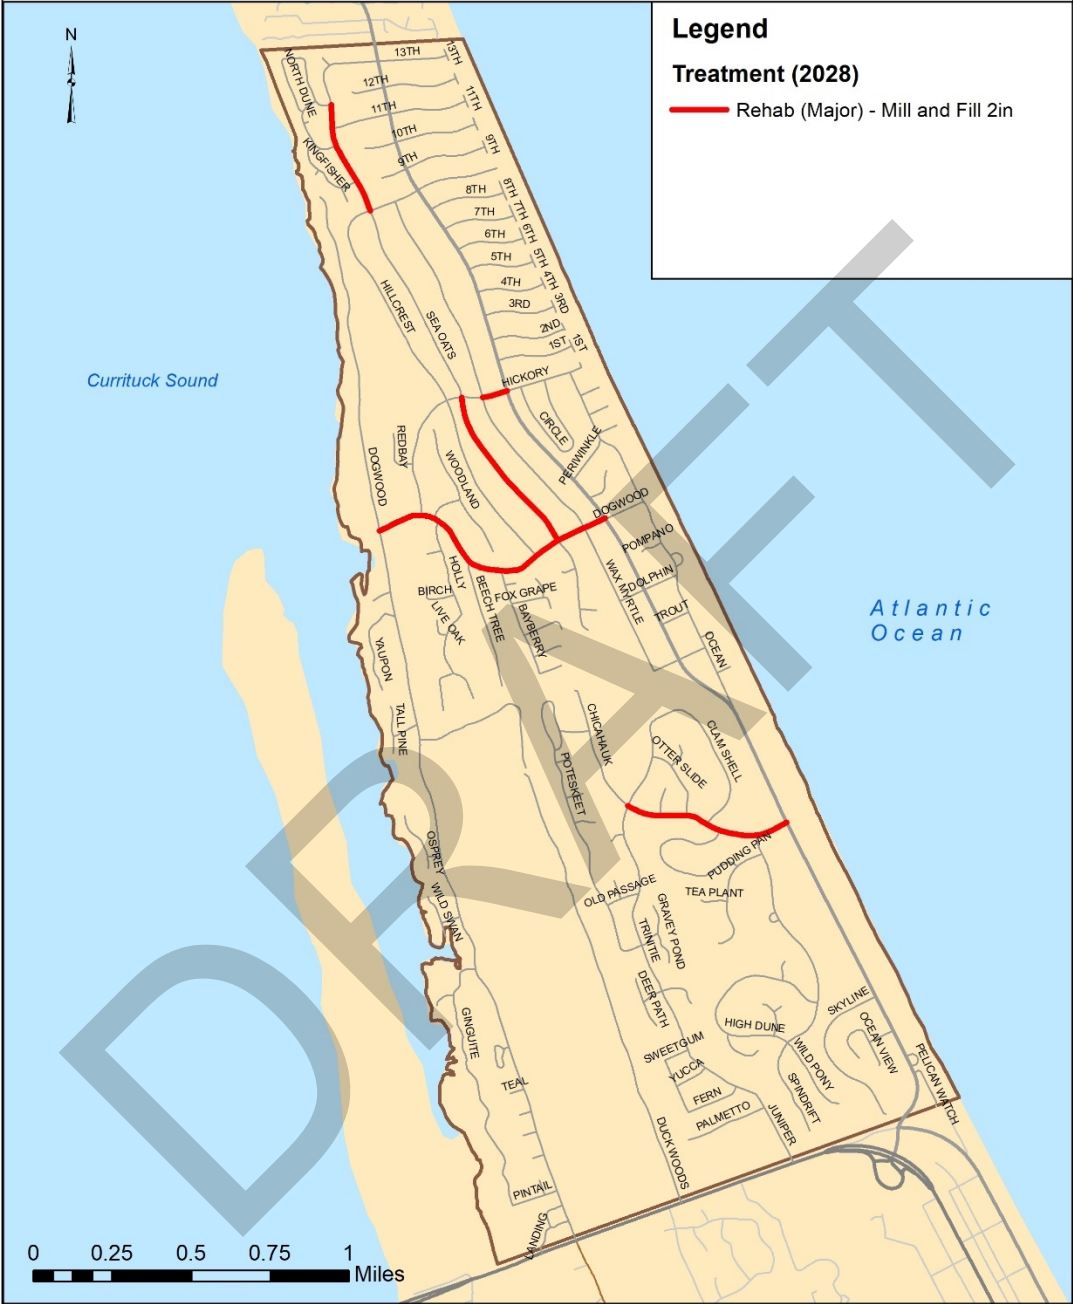 N
Legend
Treatment (2028)
Rehab (Major) - Mill and Fill 2in
13TH
13TH
NORTH DUNE
12TH
11TH
11TH
10TH
9TH
9TH
KINGFISHER
8TH
8TH
7TH
7TH
6TH
6TH
5TH
5TH
4TH
4TH
3RD
3RD
2ND
1ST
1ST
HILLCREST
SEA OATS
Currituck Sound
HICKORY
CIRCLE
PERIWINKLE
REDBAY
WOODLAND
DOGWOOD
DOGWOOD
POMPANO
HOLLY
BIRCH
LIVE OAK
BEECH TREE
FOX GRAPE
BAYBERRY
WAX MYRTLE
DOLPHIN
TROUT
OCEAN
Atlantic
Ocean
YAUPON
TALL PINE
CHICAHAUK
POTESKEET
OTTER SLIDE
CLAM SHELL
OSPREY
WILD SWAN
PUDDING PAN
TEA PLANT
OLD PASSAGE
GRAVEY POND
TRINITIE
DEER PATH
GINGUITE
HIGH DUNE
SKYLINE
OCEAN VIEW
SWEETGUM
YUCCA
WILD PONY
PELICAN WATCH
TEAL
FERN
SPINDRIFT
PALMETTO
JUNIPER
DUCK WOODS
PINTAIL
LANDING
0 0.25 0.5 0.75 1
Miles
DRAFT